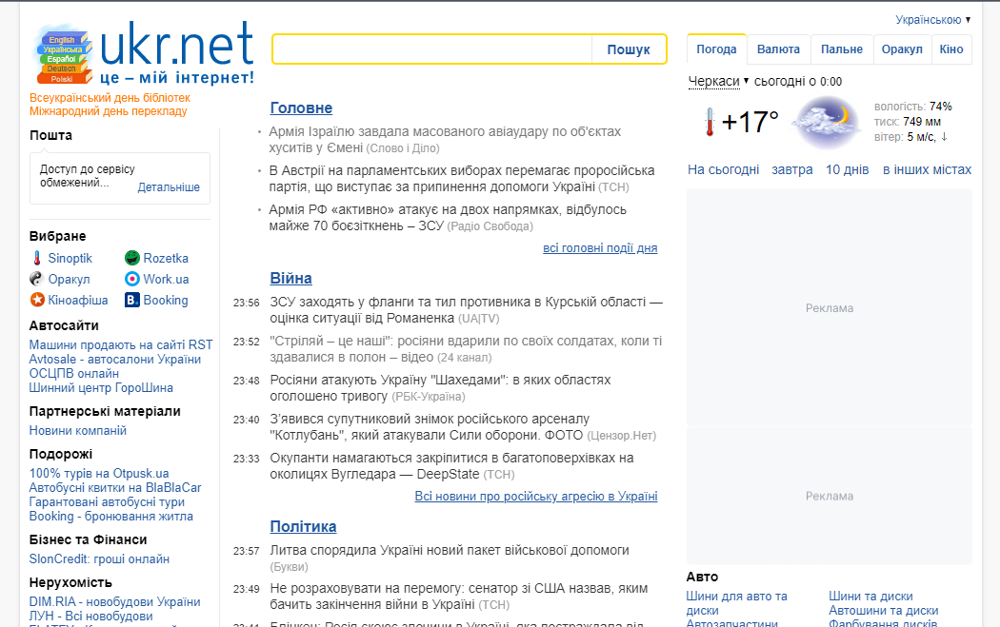 Українською ▼
English
Українська
Español
Deutsch
Polski
ukr.net
це – мій інтернет!
Пошук
Погода
Валюта
Пальне
Оракул
Кіно
Всеукраїнський день бібліотек
Міжнародний день перекладу
Пошта
Доступ до сервісу
обмежений...
Детальніше
Вибране
Sinoptik
Rozetka
Оракул
Work.ua
Кіноафіша
B.
Booking
Автосайти
Машини продають на сайті RST
Avtosale - автосалони України
ОСЦПВ онлайн
Шинний центр ГороШина
Партнерські матеріали
Новини компаній
Подорожі
100% турів на Otpusk.ua
Автобусні квитки на BlaBlaCar
Гарантовані автобусні тури
Booking - бронювання житла
Бізнес та Фінанси
SlonCredit: гроші онлайн
Нерухомість
DIM.RIA - новобудови України
ЛУН - Всі новобудови
Головне
• Армія Ізраїлю завдала масованого авіаудару по об'єктах
хуситів у Ємені (Слово і Діло)
• В Австрії на парламентських виборах перемагає проросійська
партія, що виступає за припинення допомоги Україні (ТСН)
• Армія РФ «активно» атакує на двох напрямках, відбулось
майже 70 боєзіткнень – ЗСУ (Радіо Свобода)
всі головні події дня
Війна
23:56 ЗСУ заходять у фланги та тил противника в Курській області —
оцінка ситуації від Романенка (UA|TV)
23:52 "Стріляй – це наші": росіяни вдарили по своїх солдатах, коли ті
здавалися в полон – відео (24 канал)
23:48 Росіяни атакують Україну "Шахедами": в яких областях
оголошено тривогу (РБК-Україна)
23:40 З’явився супутниковий знімок російського арсеналу
"Котлубань", який атакували Сили оборони. ФОТО (Цензор.Нет)
23:33 Окупанти намагаються закріпитися в багатоповерхівках на
околицях Вугледара — DeepState (ТСН)
Всі новини про російську агресію в Україні
Політика
23:57 Литва спорядила Україні новий пакет військової допомоги
(Букви)
23:49 Не розраховувати на перемогу: сенатор зі США назвав, яким
бачить закінчення війни в Україні (ТСН)
23:41 Блінкен: Росія скоює злочини в Україні, яка постраждала від
Черкаси ▼ сьогодні о 0:00
+17°
вологість: 74%
тиск: 749 мм
вітер: 5 м/с, ↓
На сьогодні завтра 10 днів в інших містах
Реклама
Реклама
Авто
Шини для авто та
диски
Автозапчастини
Шини та диски
Автошини та диски
Фарбування дисків